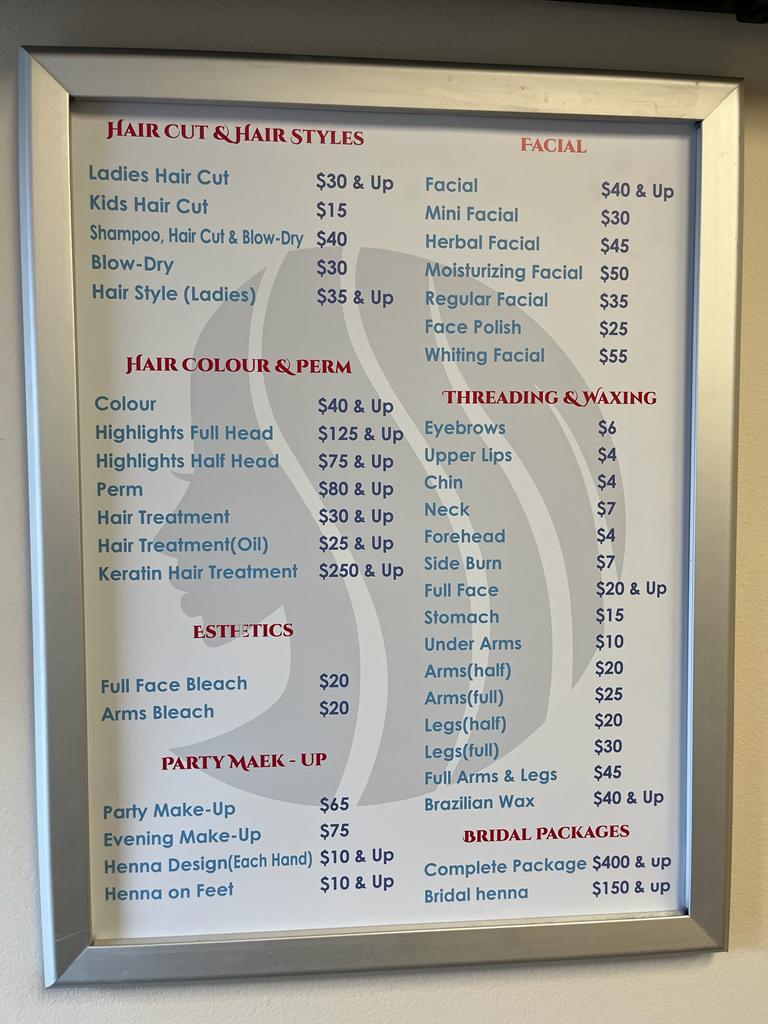 HAIR CUT & HAIR STYLES
Ladies Hair Cut $30 & Up
Kids Hair Cut $15
Shampoo, Hair Cut & Blow-Dry $40
Blow-Dry $30
Hair Style (Ladies) $35 & Up
HAIR COLOUR & PERM
Colour $40 & Up
Highlights Full Head $125 & Up
Highlights Half Head $75 & Up
Perm $80 & Up
Hair Treatment $30 & Up
Hair Treatment(Oil) $25 & Up
Keratin Hair Treatment $250 & Up
ESTHETICS
Full Face Bleach $20
Arms Bleach $20
PARTY MAEK - UP
Party Make-Up $65
Evening Make-Up $75
Henna Design(Each Hand) $10 & Up
Henna on Feet $10 & Up
FACIAL
Facial $40 & Up
Mini Facial $30
Herbal Facial $45
Moisturizing Facial $50
Regular Facial $35
Face Polish $25
Whiting Facial $55
THREADING & WAXING
Eyebrows $6
Upper Lips $4
Chin $4
Neck $7
Forehead $4
Side Burn $7
Full Face $20 & Up
Stomach $15
Under Arms $10
Arms(half) $20
Arms(full) $25
Legs(half) $20
Legs(full) $30
Full Arms & Legs $45
Brazilian Wax $40 & Up
BRIDAL PACKAGES
Complete Package $400 & up
Bridal henna $150 & up